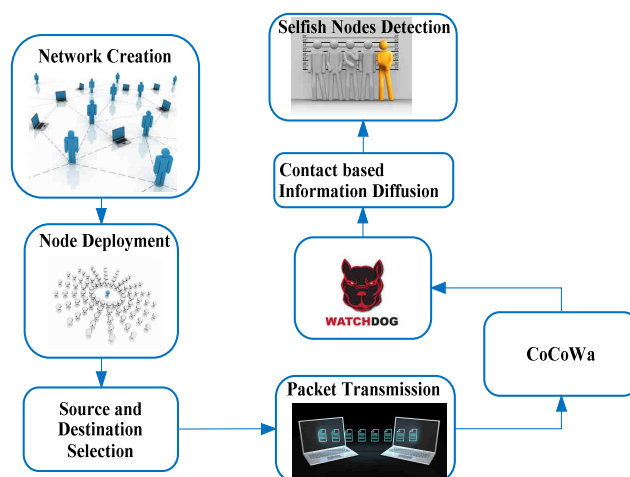 Network Creation
Node Deployment
Source and
Destination
Selection
Packet Transmission
CoCoWa
WATCHDOG
Contact based
Information Diffusion
Selfish Nodes Detection